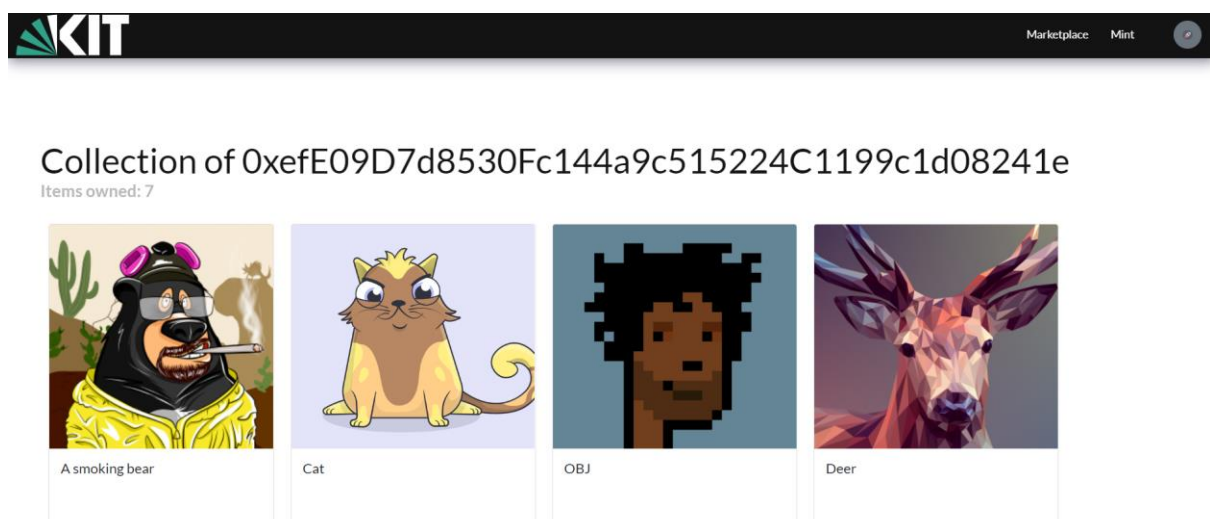 KIT
Marketplace Mint
Collection of 0xefE09D7d8530Fc144a9c515224C1199c1d08241e
Items owned: 7
A smoking bear
Cat
OBJ
Deer